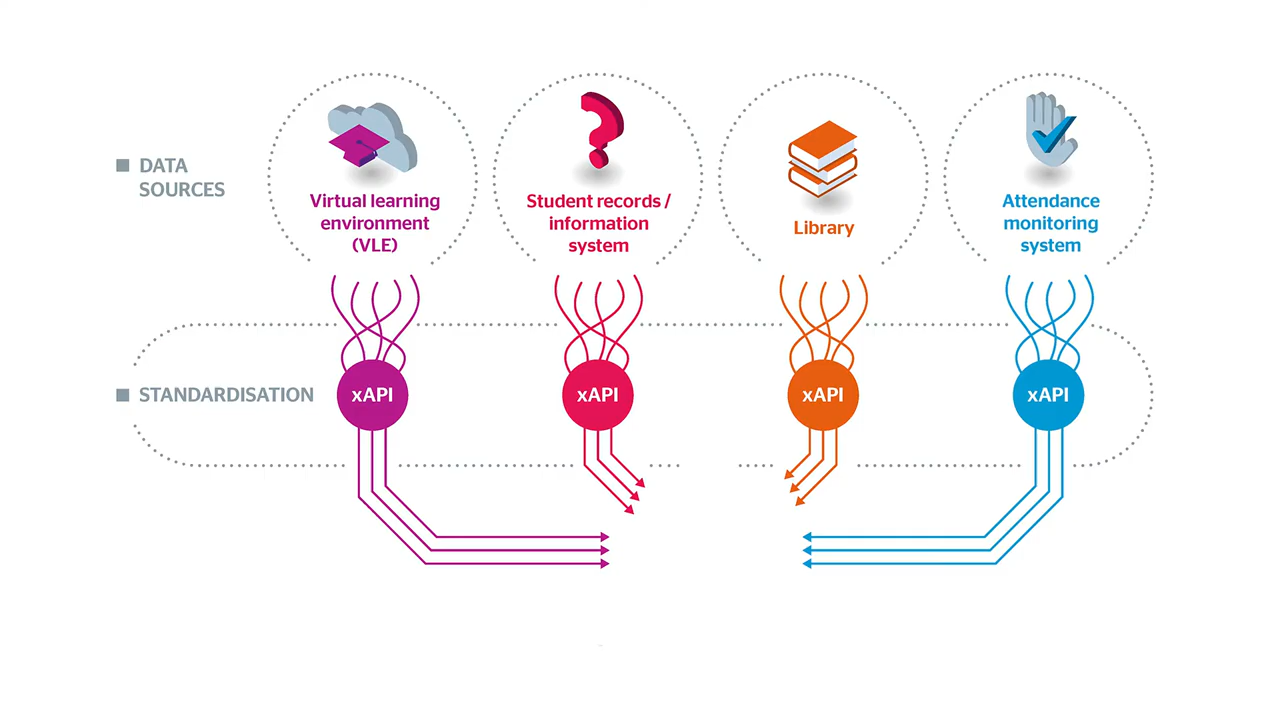 DATA
SOURCES
Virtual learning
environment
(VLE)
Student records /
information
system
Library
Attendance
monitoring
system
STANDARDISATION
xAPI
xAPI
xAPI
xAPI